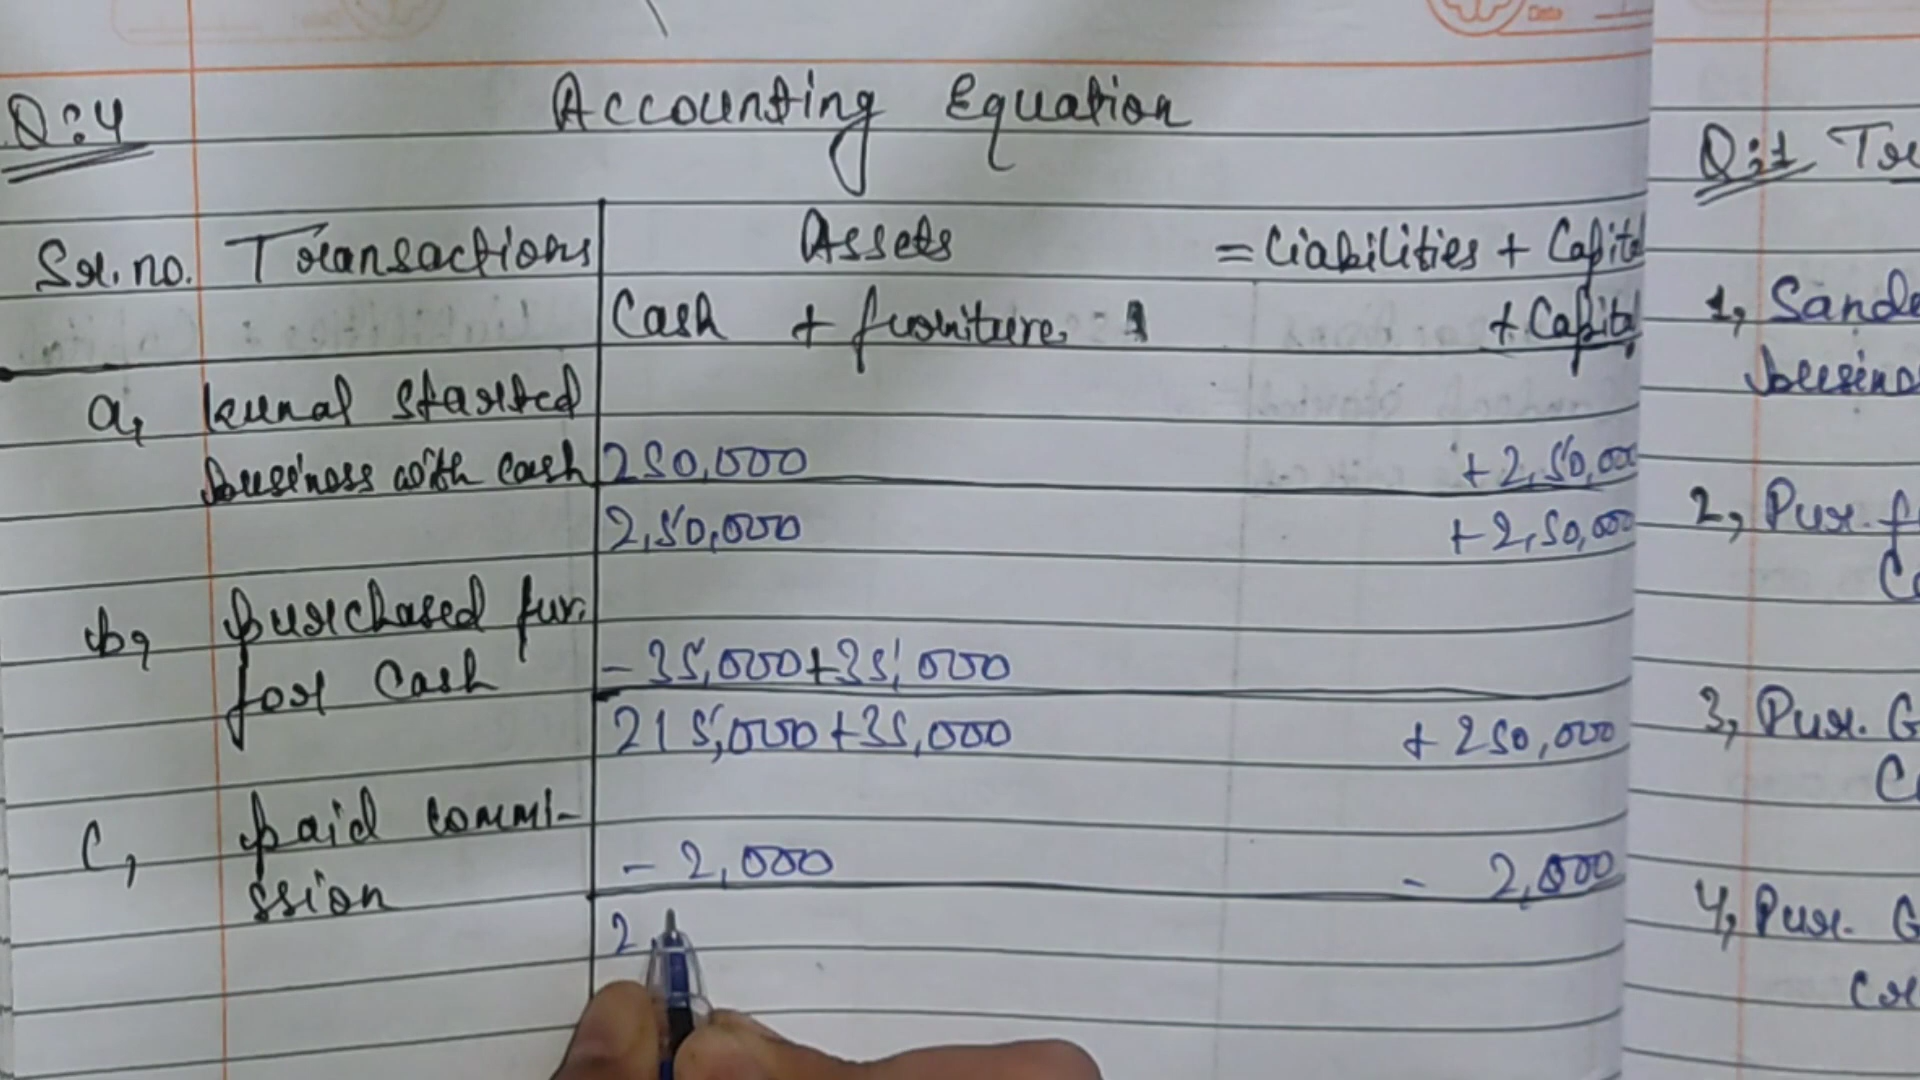 Date
Q:4 Accounting Equation
Sr. no. Transactions Assets = Liabilities + Capital
Cash + furniture + Capital
a, kunal started
business with cash 250,000 + 2,50,000
2,50,000 + 2,50,000
b, purchased fur.
for Cash - 35,000 + 35,000
215,000 + 35,000 + 250,000
c, paid commi-
ssion - 2,000 - 2,000
2
Q:1
1, Sande
2, Pur. f
3, Pur. G
4, Pur. G